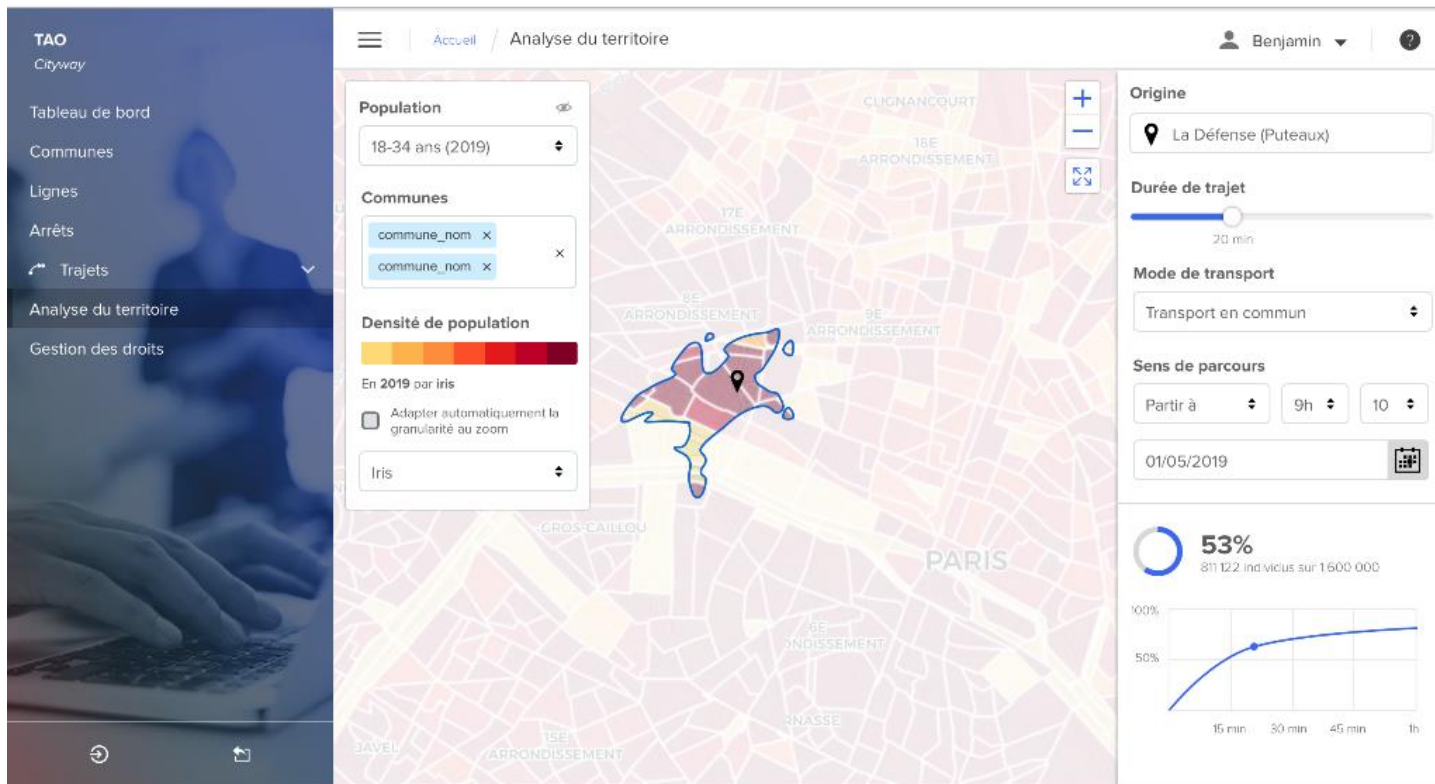 TAO
Cityway
Tableau de bord
Communes
Lignes
Arrêts
Trajets
Analyse du territoire
Gestion des droits
Accueil / Analyse du territoire
Benjamin
?
Population
18-34 ans (2019)
Communes
commune_nom ×
commune_nom ×
×
Densité de population
En 2019 par iris
Adapter automatiquement la
granularité au zoom
Iris
CLIGNANCOURT
18E
ARRONDISSEMENT
17E
ARRONDISSEMENT
8E
ARRONDISSEMENT
9E
ARRONDISSEMENT
GROS-CAILLOU
PARIS
6E
ONDISSEMENT
RNASSE
JAVEL
15E
ARRONDISSEMENT
+
−
Origine
La Défense (Puteaux)
Durée de trajet
20 min
Mode de transport
Transport en commun
Sens de parcours
Partir à
9h
10
01/05/2019
53%
811 122 individus sur 1 600 000
100%
50%
15 min
30 min
45 min
1h